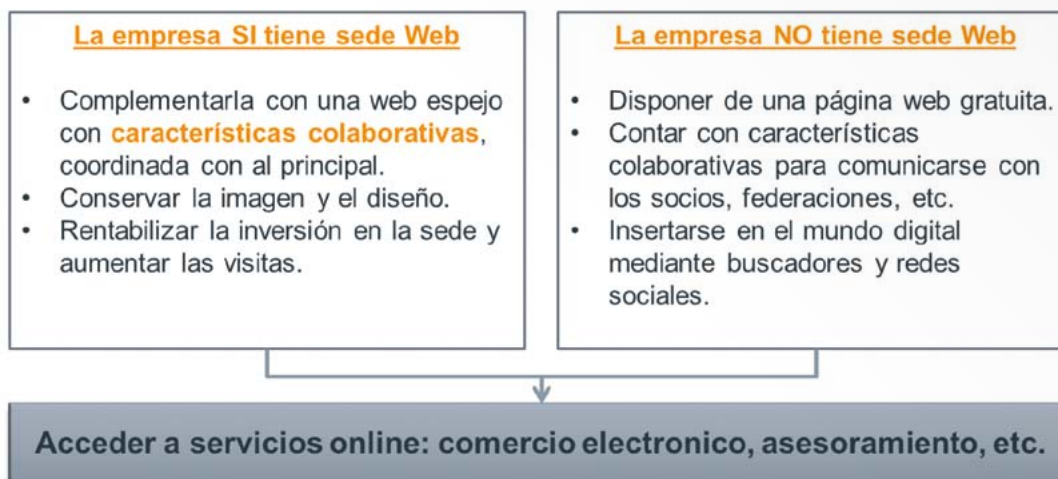 La empresa SI tiene sede Web
• Complementarla con una web espejo
con características colaborativas,
coordinada con al principal.
• Conservar la imagen y el diseño.
• Rentabilizar la inversión en la sede y
aumentar las visitas.
La empresa NO tiene sede Web
• Disponer de una página web gratuita.
• Contar con características
colaborativas para comunicarse con
los socios, federaciones, etc.
• Insertarse en el mundo digital
mediante buscadores y redes
sociales.
Acceder a servicios online: comercio electronico, asesoramiento, etc.